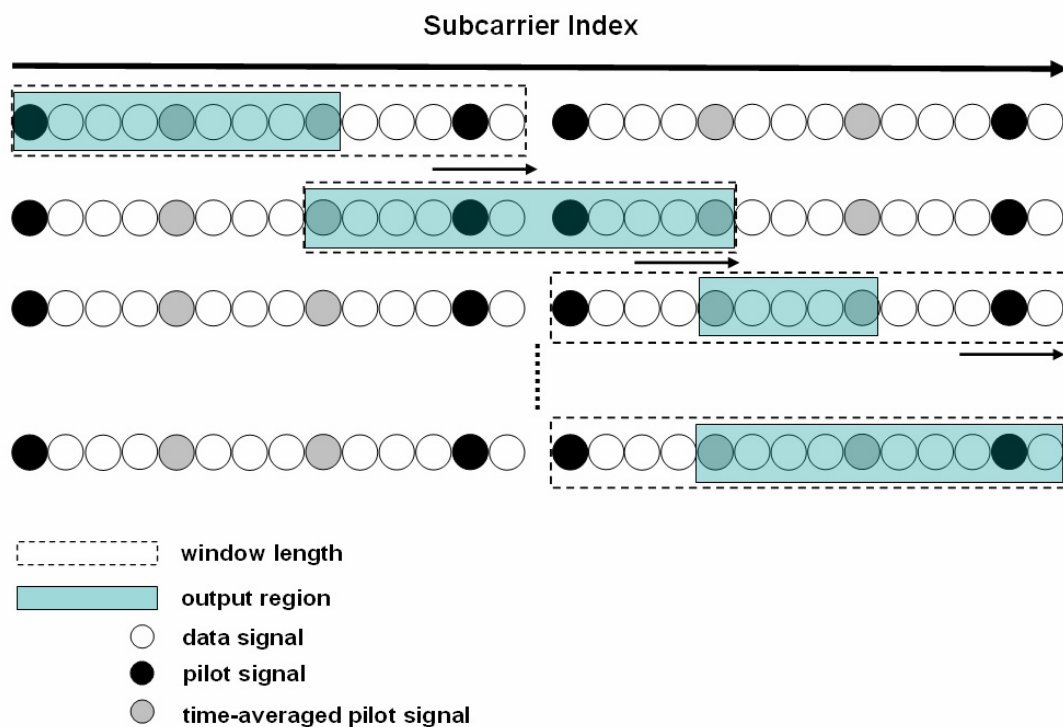 Subcarrier Index
window length
output region
data signal
pilot signal
time-averaged pilot signal